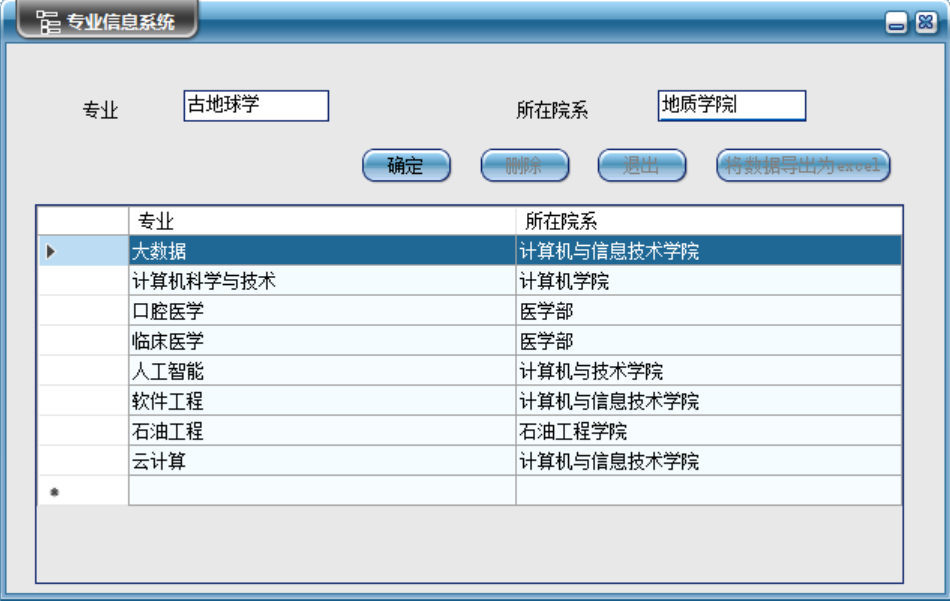 专业信息系统
专业 古地球学 所在院系 地质学院
确定 删除 退出 将数据导出为excel
专业 所在院系
大数据 计算机与信息技术学院
计算机科学与技术 计算机学院
口腔医学 医学部
临床医学 医学部
人工智能 计算机与技术学院
软件工程 计算机与信息技术学院
石油工程 石油工程学院
云计算 计算机与信息技术学院